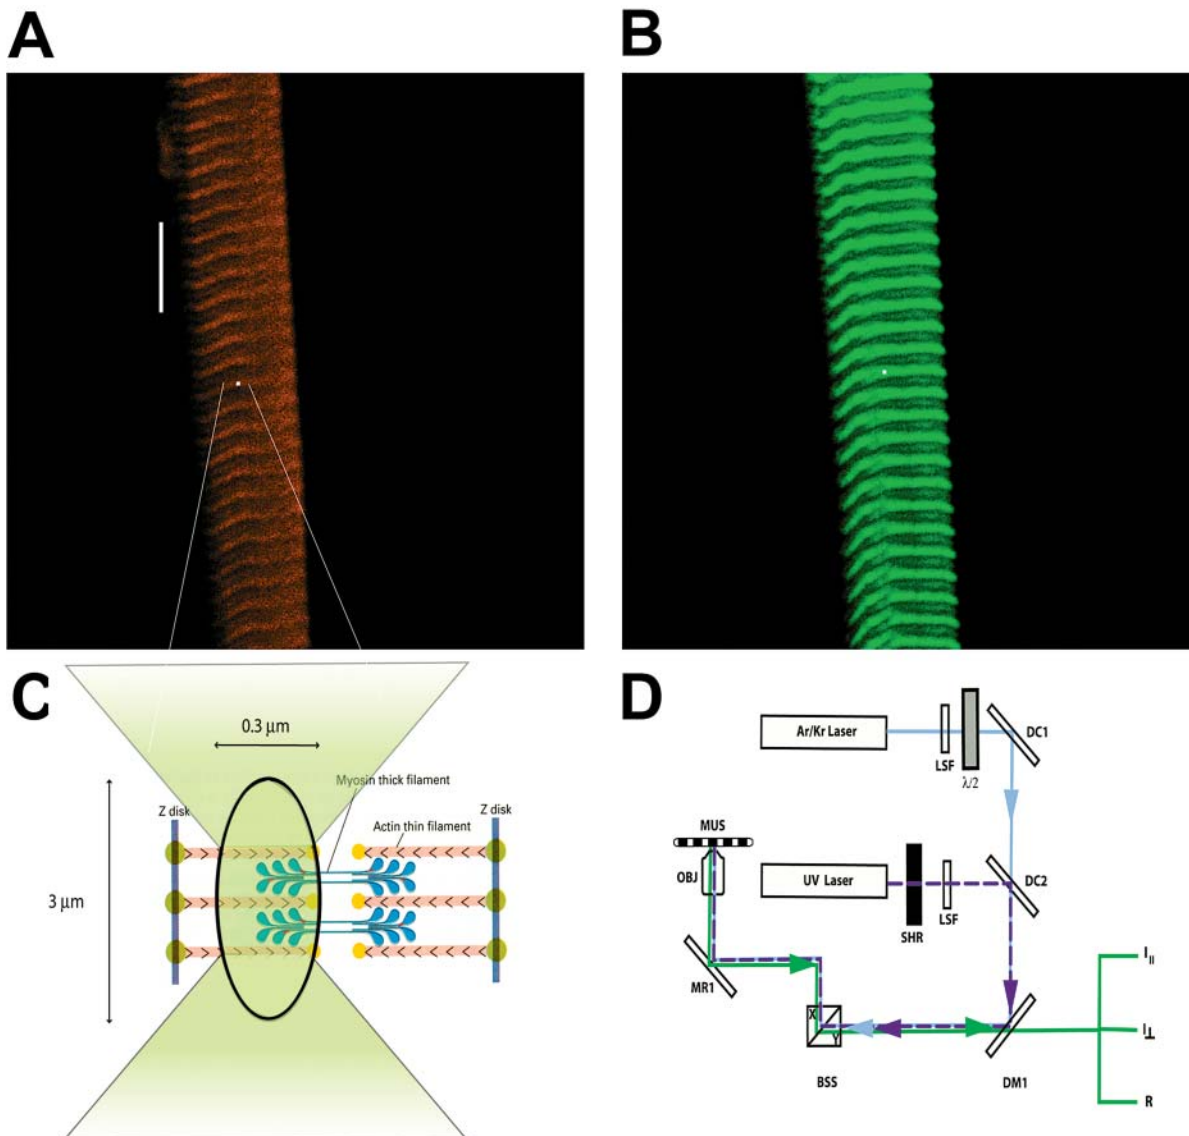 A
B
C
0.3 μm
Myosin thick filament
Z disk
Actin thin filament
Z disk
3 μm
D
Ar/Kr Laser
LSF
λ/2
DC1
MUS
OBJ
UV Laser
SHR
LSF
DC2
MR1
X
Y
BSS
DM1
I||
I⊥
R